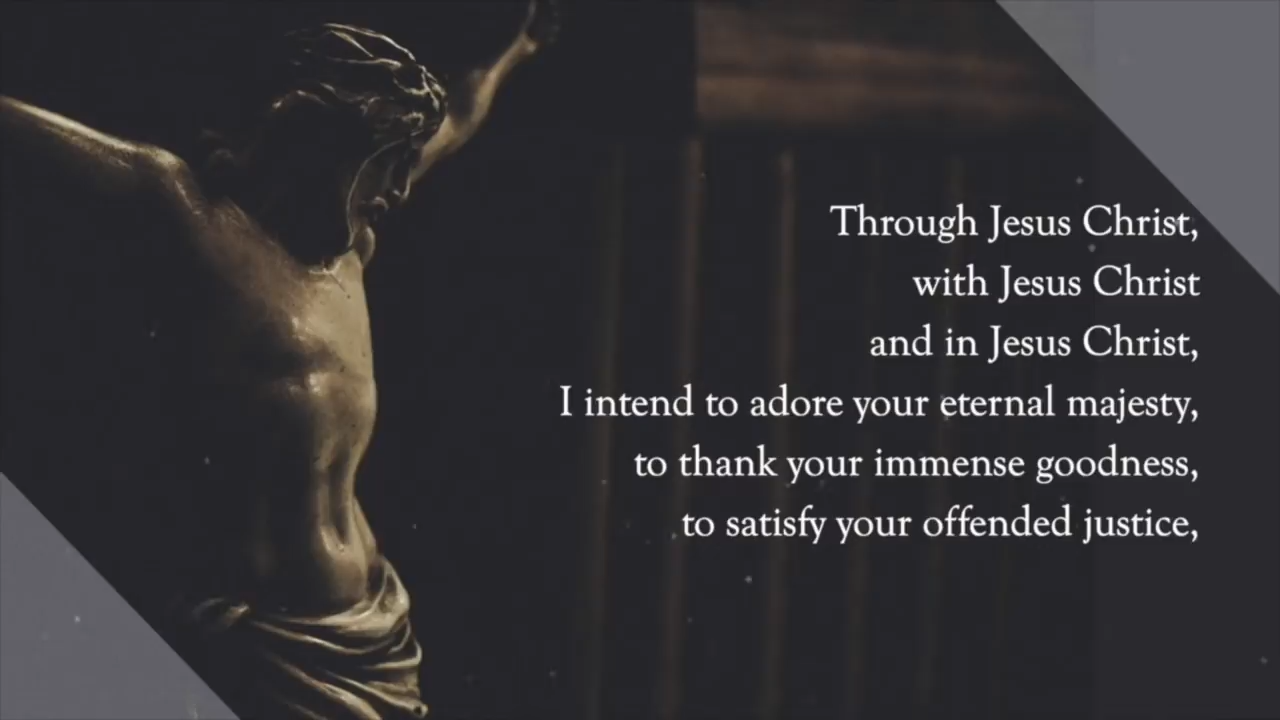 Through Jesus Christ,
with Jesus Christ
and in Jesus Christ,
I intend to adore your eternal majesty,
to thank your immense goodness,
to satisfy your offended justice,